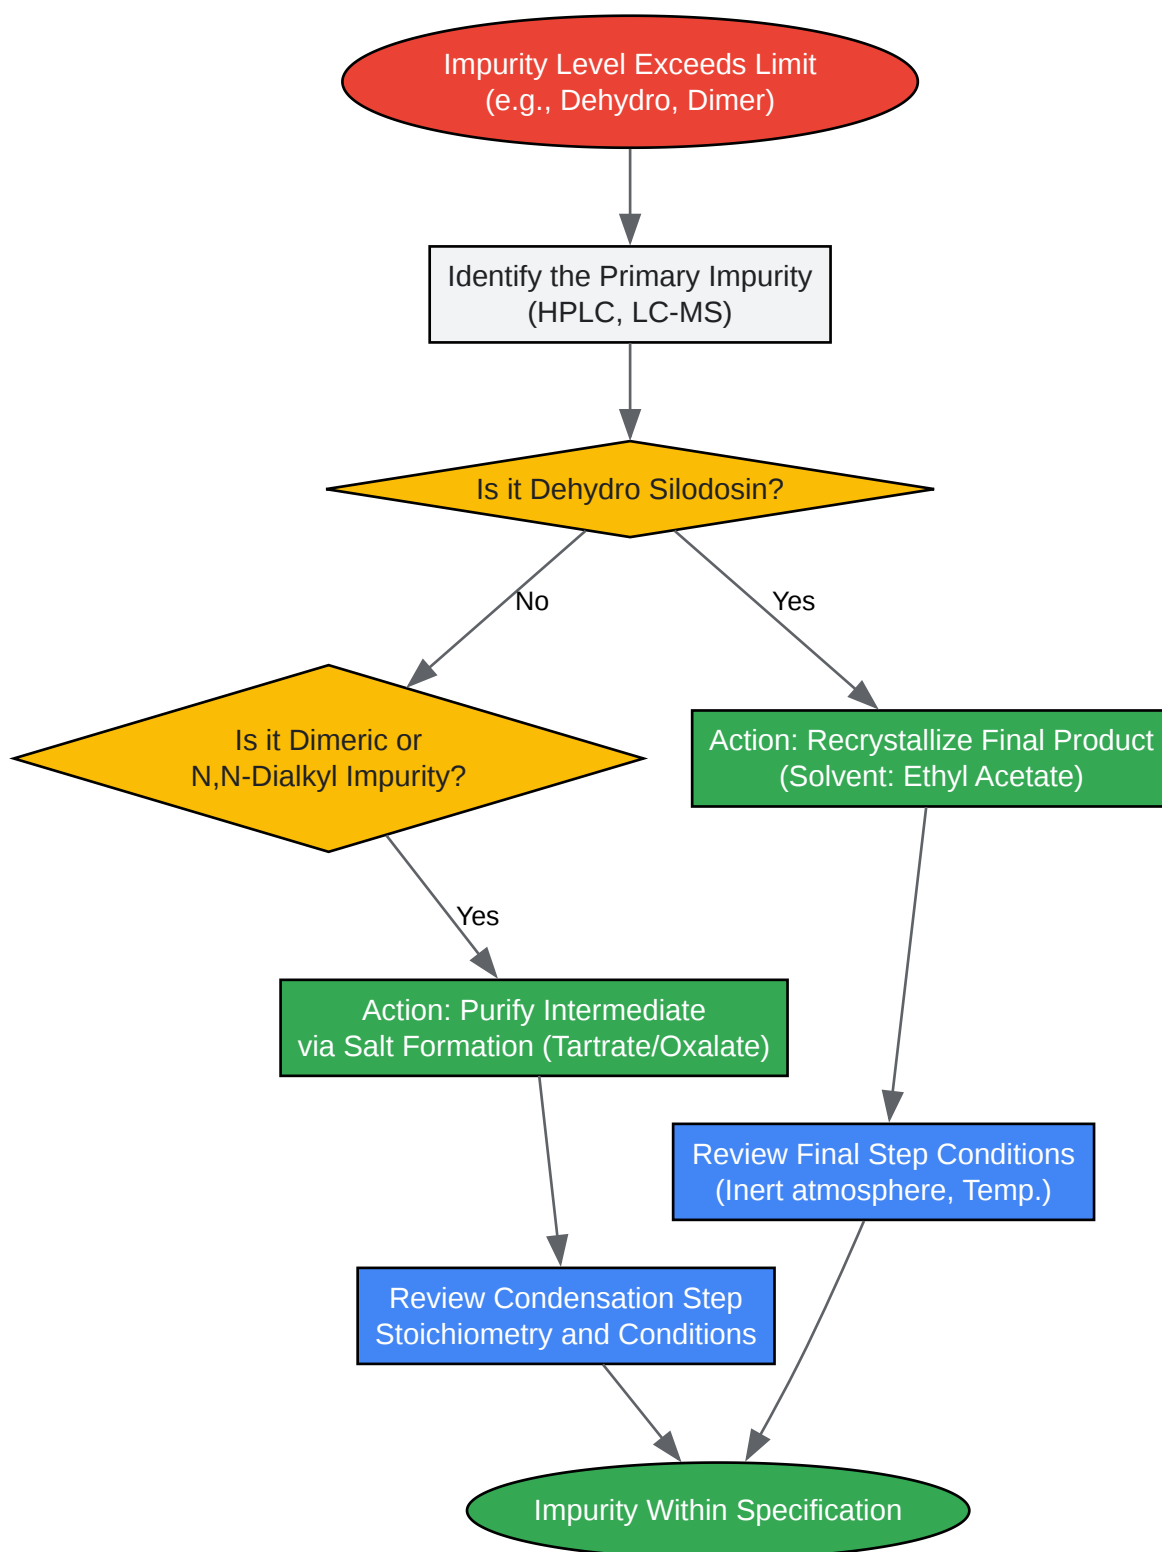 Impurity Level Exceeds Limit
(e.g., Dehydro, Dimer)
Identify the Primary Impurity
(HPLC, LC-MS)
Is it Dehydro Silodosin?
No
Yes
Is it Dimeric or
N,N-Dialkyl Impurity?
Action: Recrystallize Final Product
(Solvent: Ethyl Acetate)
Yes
Action: Purify Intermediate
via Salt Formation (Tartrate/Oxalate)
Review Final Step Conditions
(Inert atmosphere, Temp.)
Review Condensation Step
Stoichiometry and Conditions
Impurity Within Specification